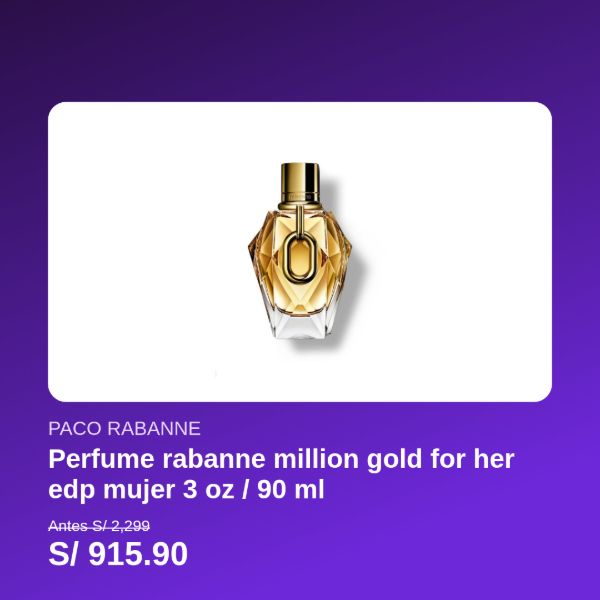 PACO RABANNE
Perfume rabanne million gold for her
edp mujer 3 oz / 90 ml
Antes S/ 2,299
S/ 915.90